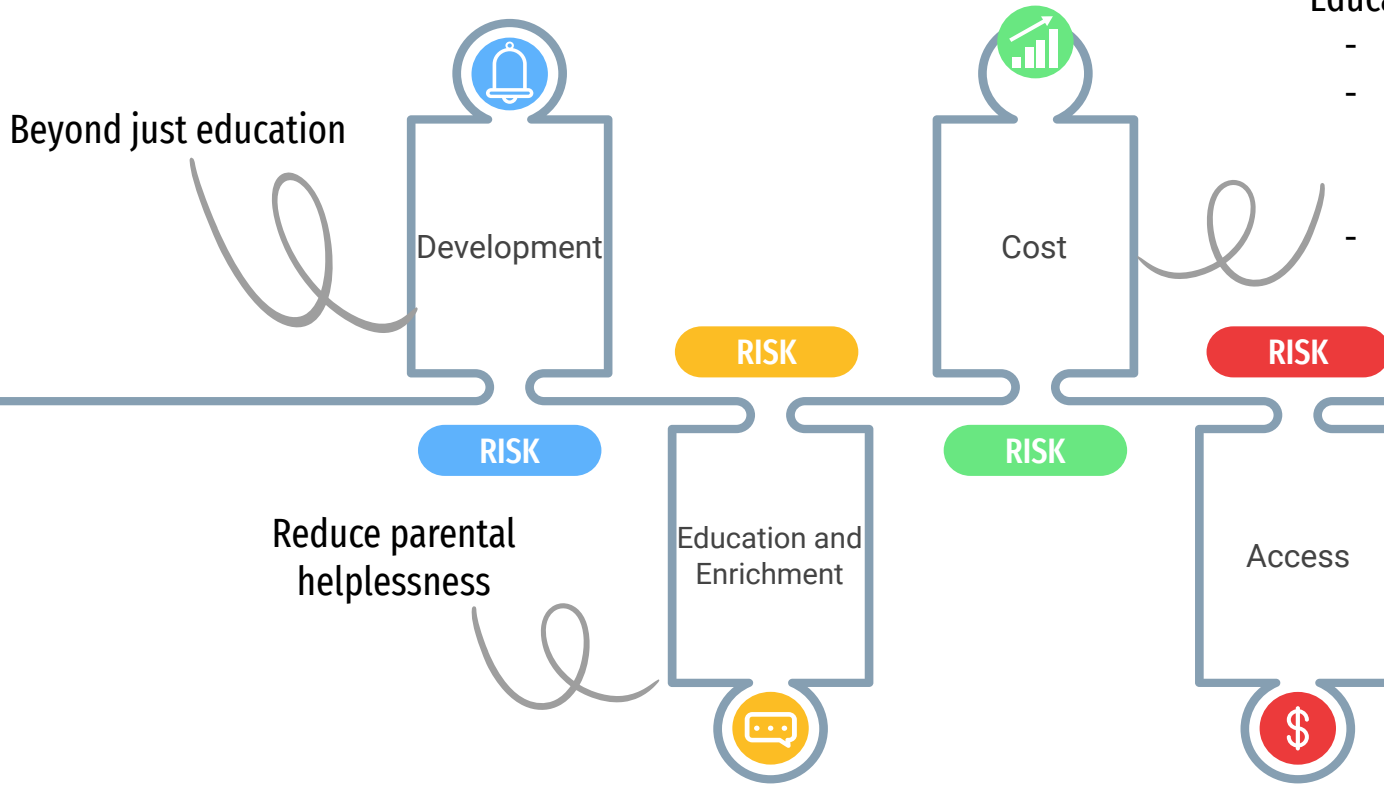 Beyond just education
Development
RISK
RISK
Reduce parental
helplessness
Education and
Enrichment
Cost
RISK
-
-
-
RISK
Access
$